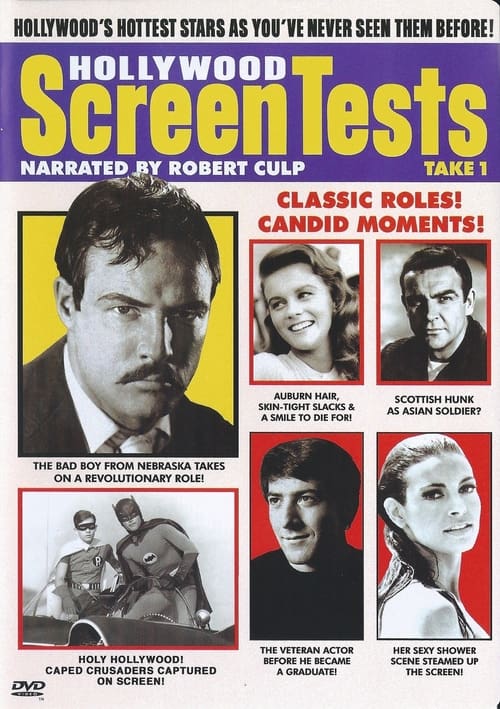 HOLLYWOOD'S HOTTEST STARS AS YOU'VE NEVER SEEN THEM BEFORE!
HOLLYWOOD
ScreenTests
NARRATED BY ROBERT CULP
TAKE 1
CLASSIC ROLES!
CANDID MOMENTS!
AUBURN HAIR,
SKIN-TIGHT SLACKS &
A SMILE TO DIE FOR!
SCOTTISH HUNK
AS ASIAN SOLDIER?
THE BAD BOY FROM NEBRASKA TAKES
ON A REVOLUTIONARY ROLE!
R
HOLY HOLLYWOOD!
CAPED CRUSADERS CAPTURED
ON SCREEN!
THE VETERAN ACTOR
BEFORE HE BECAME
A GRADUATE!
HER SEXY SHOWER
SCENE STEAMED UP
THE SCREEN!
DVD
VIDEO
TM